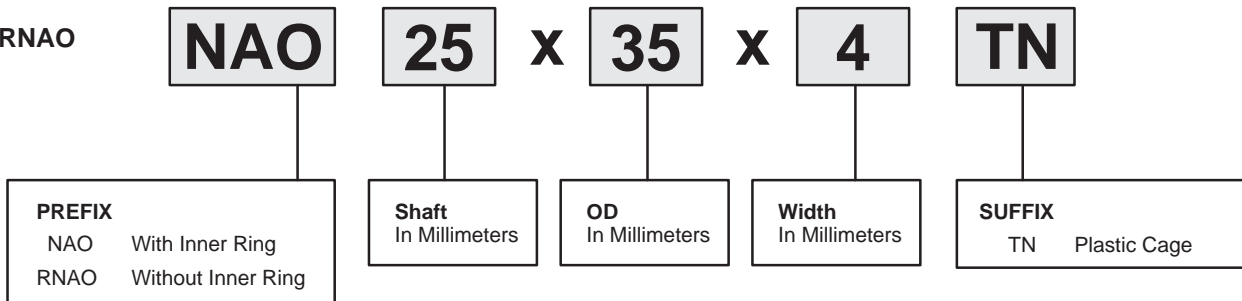 RNAO
NAO 25 x 35 x 4 TN
PREFIX
NAO With Inner Ring
RNAO Without Inner Ring
Shaft
In Millimeters
OD
In Millimeters
Width
In Millimeters
SUFFIX
TN Plastic Cage